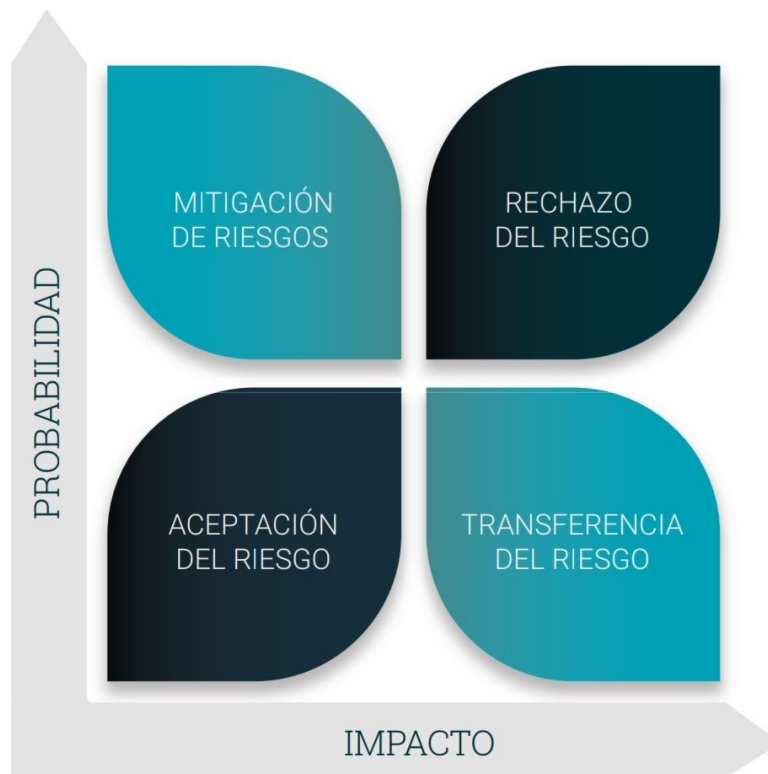 MITIGACIÓN
DE RIESGOS
RECHAZO
DEL RIESGO
PROBABILIDAD
ACEPTACIÓN
DEL RIESGO
TRANSFERENCIA
DEL RIESGO
IMPACTO